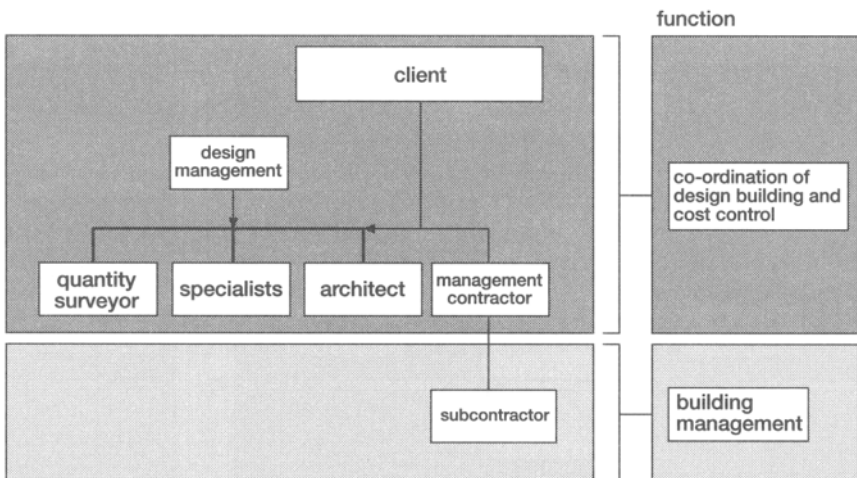 function
client
design
management
co-ordination of
design building and
cost control
quantity
surveyor
specialists
architect
management
contractor
subcontractor
building
management